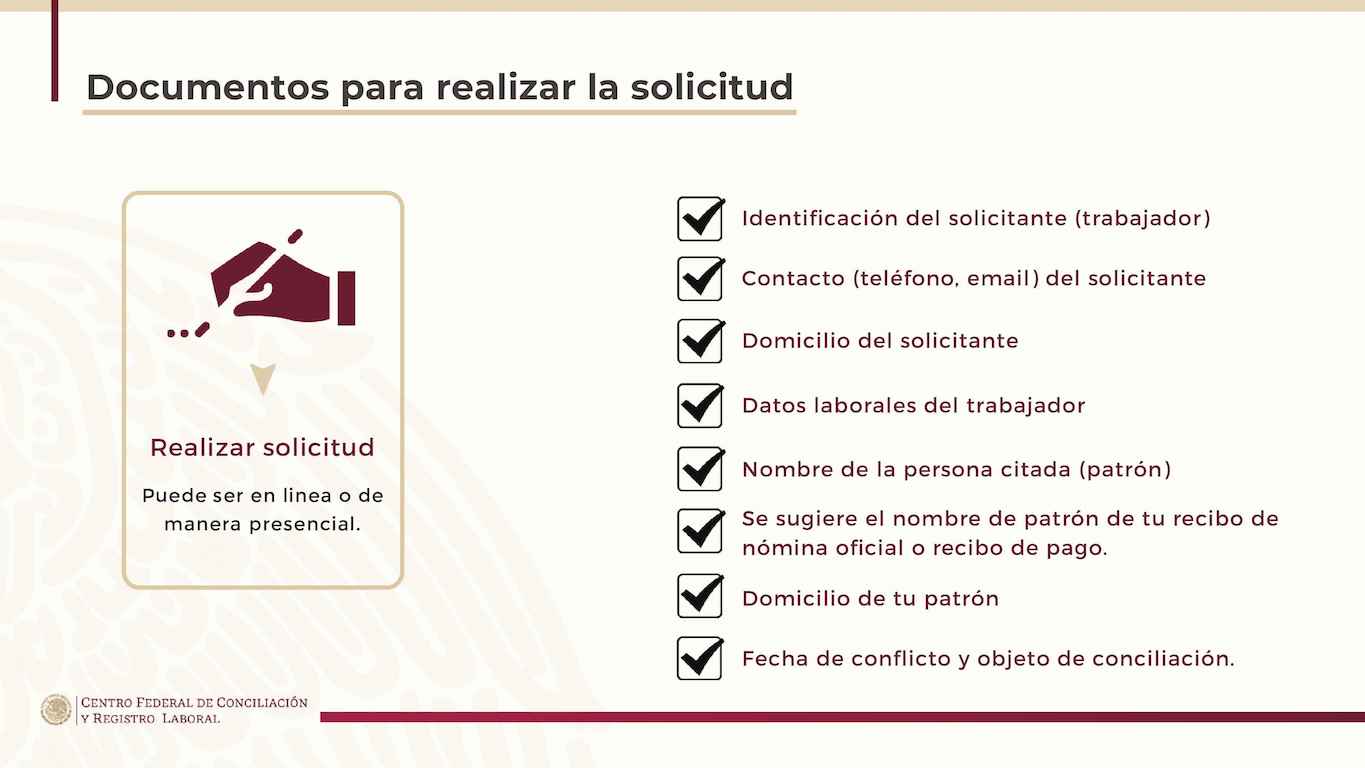 Documentos para realizar la solicitud
Realizar solicitud
Puede ser en linea o de
manera presencial.
Identificación del solicitante (trabajador)
Contacto (teléfono, email) del solicitante
Domicilio del solicitante
Datos laborales del trabajador
Nombre de la persona citada (patrón)
Se sugiere el nombre de patrón de tu recibo de
nómina oficial o recibo de pago.
Domicilio de tu patrón
Fecha de conflicto y objeto de conciliación.
Centro Federal de Conciliación
y Registro Laboral